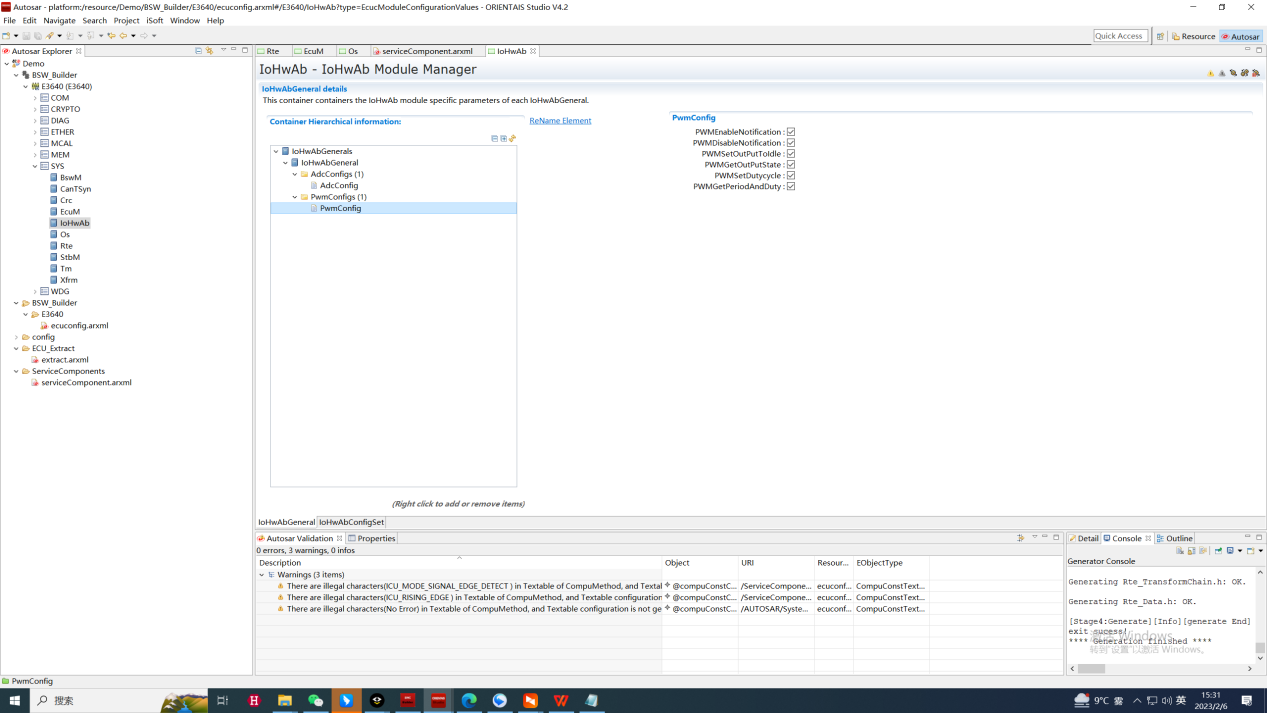 Autosar - platform:/resource/Demo/BSW_Builder/E3640/ecuconfig.arxml#/E3640/IoHwAb?type=EcucModuleConfigurationValues - ORIENTAIS Studio V4.2
File Edit Navigate Search Project iSoft Window Help
Quick Access Resource Autosar
Autosar Explorer
Demo
BSW_Builder
E3640 (E3640)
COM
CRYPTO
DIAG
ETHER
MCAL
MEM
SYS
BswM
CanTSyn
Crc
EcuM
IoHwAb
Os
Rte
StbM
Tm
Xfrm
WDG
BSW_Builder
E3640
ecuconfig.arxml
config
ECU_Extract
extract.arxml
ServiceComponents
serviceComponent.arxml
Rte EcuM Os serviceComponent.arxml IoHwAb
IoHwAb - IoHwAb Module Manager
IoHwAbGeneral details
This container containers the IoHwAb module specific parameters of each IoHwAbGeneral.
Container Hierarchical information:
ReName Element
IoHwAbGenerals
IoHwAbGeneral
AdcConfigs (1)
AdcConfig
PwmConfigs (1)
PwmConfig
(Right click to add or remove items)
PwmConfig
PWMEnableNotification :
PWMDisableNotification :
PWMSetOutPutToIdle :
PWMGetOutPutState :
PWMSetDutycycle :
PWMGetPeriodAndDuty :
IoHwAbGeneral IoHwAbConfigSet
Autosar Validation Properties
0 errors, 3 warnings, 0 infos
Description Object URI Resour... EObjectType
Warnings (3 items)
There are illegal characters(ICU_MODE_SIGNAL_EDGE_DETECT ) in Textable of CompuMethod, and Textal @compuConstC... /ServiceCompone... ecuconf... CompuConstText...
There are illegal characters(ICU_RISING_EDGE ) in Textable of CompuMethod, and Textable configuration @compuConstC... /ServiceCompone... ecuconf... CompuConstText...
There are illegal characters(No Error) in Textable of CompuMethod, and Textable configuration is not ge @compuConstC... /AUTOSAR/Syste... ecuconf... CompuConstText...
Detail Console Outline
Generator Console
Generating Rte_TransformChain.h: OK.
Generating Rte_Data.h: OK.
[Stage4:Generate][Info][generate End]
exit sucess!
**** Generation finished ****
激活 Windows
转到"设置"以激活 Windows。
PwmConfig
搜索
9°C 霾
英
15:31
2023/2/6